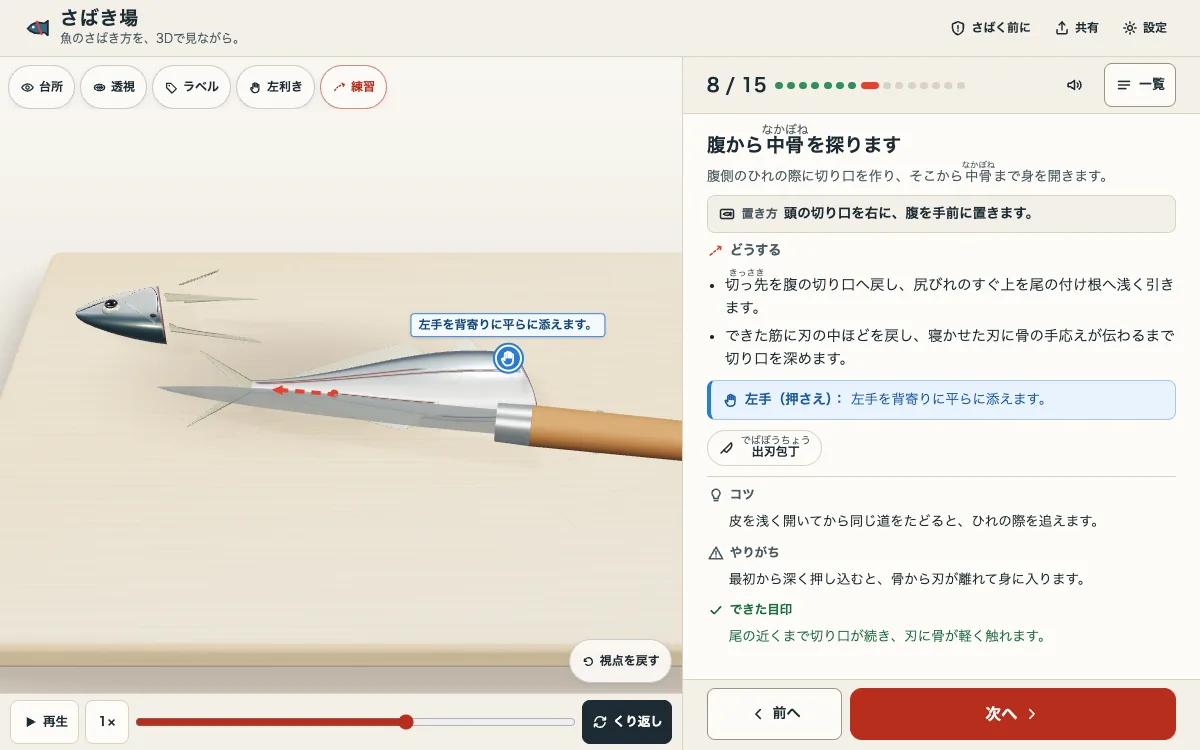 さばき場
魚のさばき方を、3Dで見ながら。
さばく前に
共有
設定
台所
透視
ラベル
左利き
練習
左手を背寄りに平らに添えます。
視点を戻す
再生
1×
くり返し
8 / 15
一覧
なかぼね
腹から中骨を探ります
なかぼね
腹側のひれの際に切り口を作り、そこから中骨まで身を開きます。
置き方 頭の切り口を右に、腹を手前に置きます。
どうする
きっさき
• 切っ先を腹の切り口へ戻し、尻びれのすぐ上を尾の付け根へ浅く引き
ます。
• できた筋に刃の中ほどを戻し、寝かせた刃に骨の手応えが伝わるまで
切り口を深めます。
左手（押さえ）： 左手を背寄りに平らに添えます。
でばぼうちょう
出刃包丁
コツ
皮を浅く開いてから同じ道をたどると、ひれの際を追えます。
やりがち
最初から深く押し込むと、骨から刃が離れて身に入ります。
できた目印
尾の近くまで切り口が続き、刃に骨が軽く触れます。
前へ
次へ